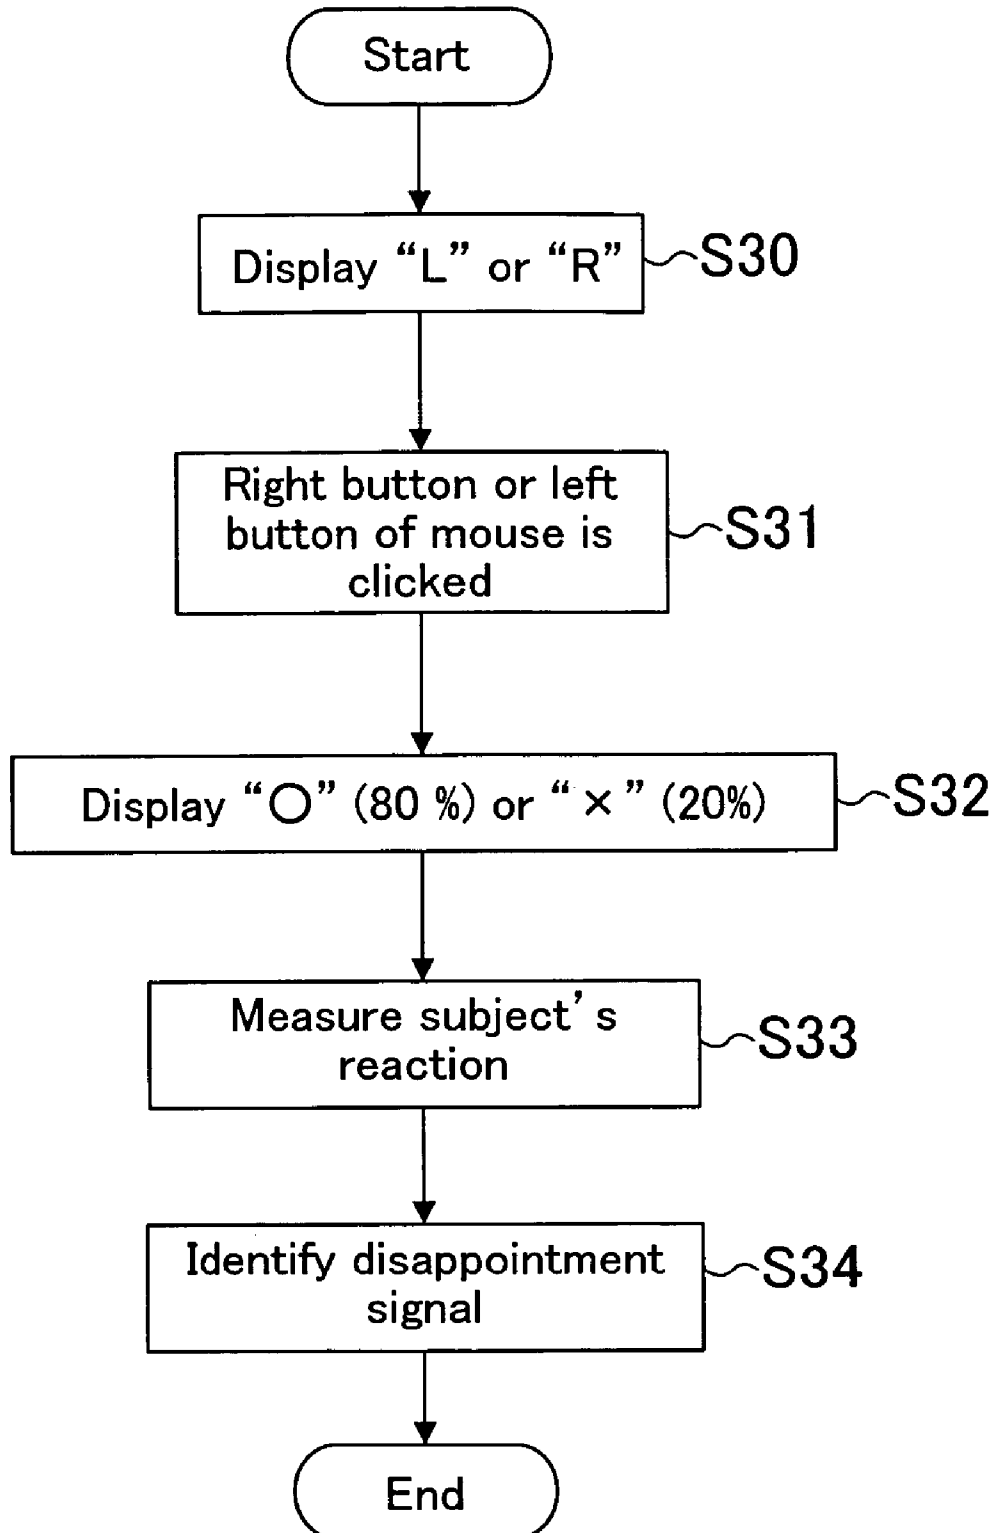 Start
Display “L” or “R”
S30
Right button or left
button of mouse is
clicked
S31
Display “○” (80 %) or “×” (20%)
S32
Measure subject’s
reaction
S33
Identify disappointment
signal
S34
End